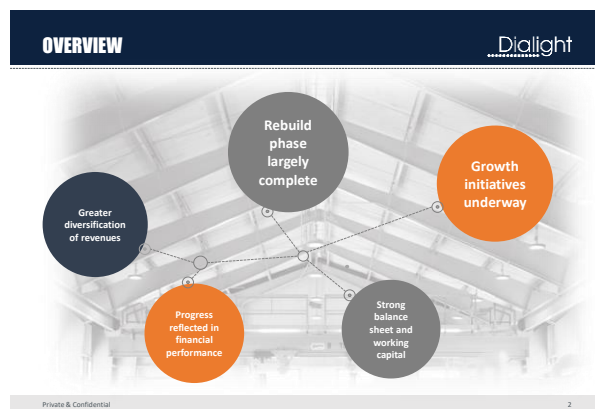 OVERVIEW
Dialight
Rebuild
phase
largely
complete
Growth
initiatives
underway
Greater
diversification
of revenues
Progress
reflected in
financial
performance
Strong
balance
sheet and
working
capital
Private & Confidential
2